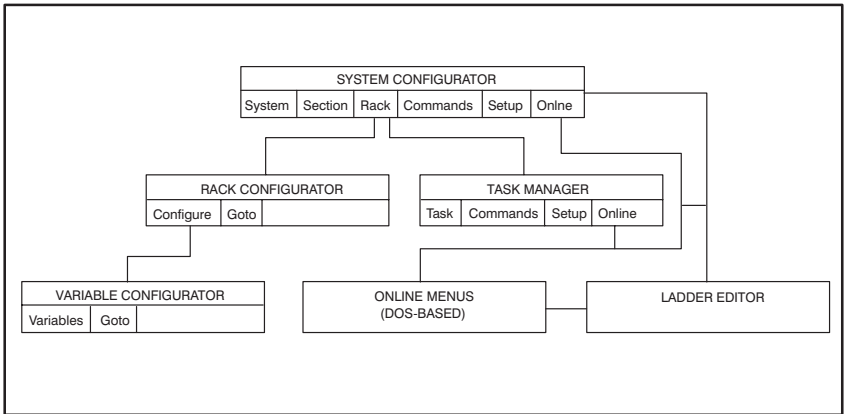 SYSTEM CONFIGURATOR
System Section Rack Commands Setup Onlne
RACK CONFIGURATOR
Configure Goto
TASK MANAGER
Task Commands Setup Online
VARIABLE CONFIGURATOR
Variables Goto
ONLINE MENUS
(DOS-BASED)
LADDER EDITOR